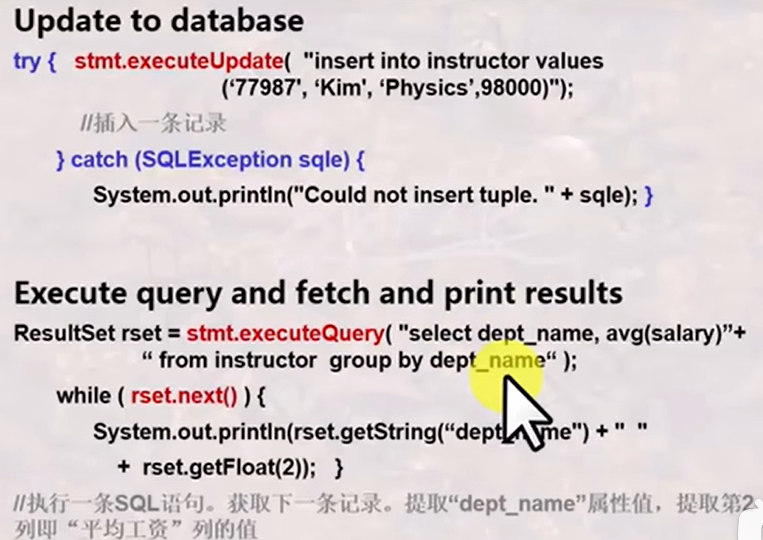 Update to database
try {   stmt.executeUpdate(  "insert into instructor values
(‘77987', ‘Kim', ‘Physics’,98000)");
//插入一条记录
} catch (SQLException sqle) {
System.out.println("Could not insert tuple. " + sqle); }
Execute query and fetch and print results
ResultSet rset = stmt.executeQuery( "select dept_name, avg(salary)”+
“ from instructor  group by dept_name“ );
while ( rset.next() ) {
System.out.println(rset.getString(“dept_name") + "  "
+  rset.getFloat(2));   }
//执行一条SQL语句。获取下一条记录。提取“dept_name”属性值，提取第2
列即“平均工资”列的值